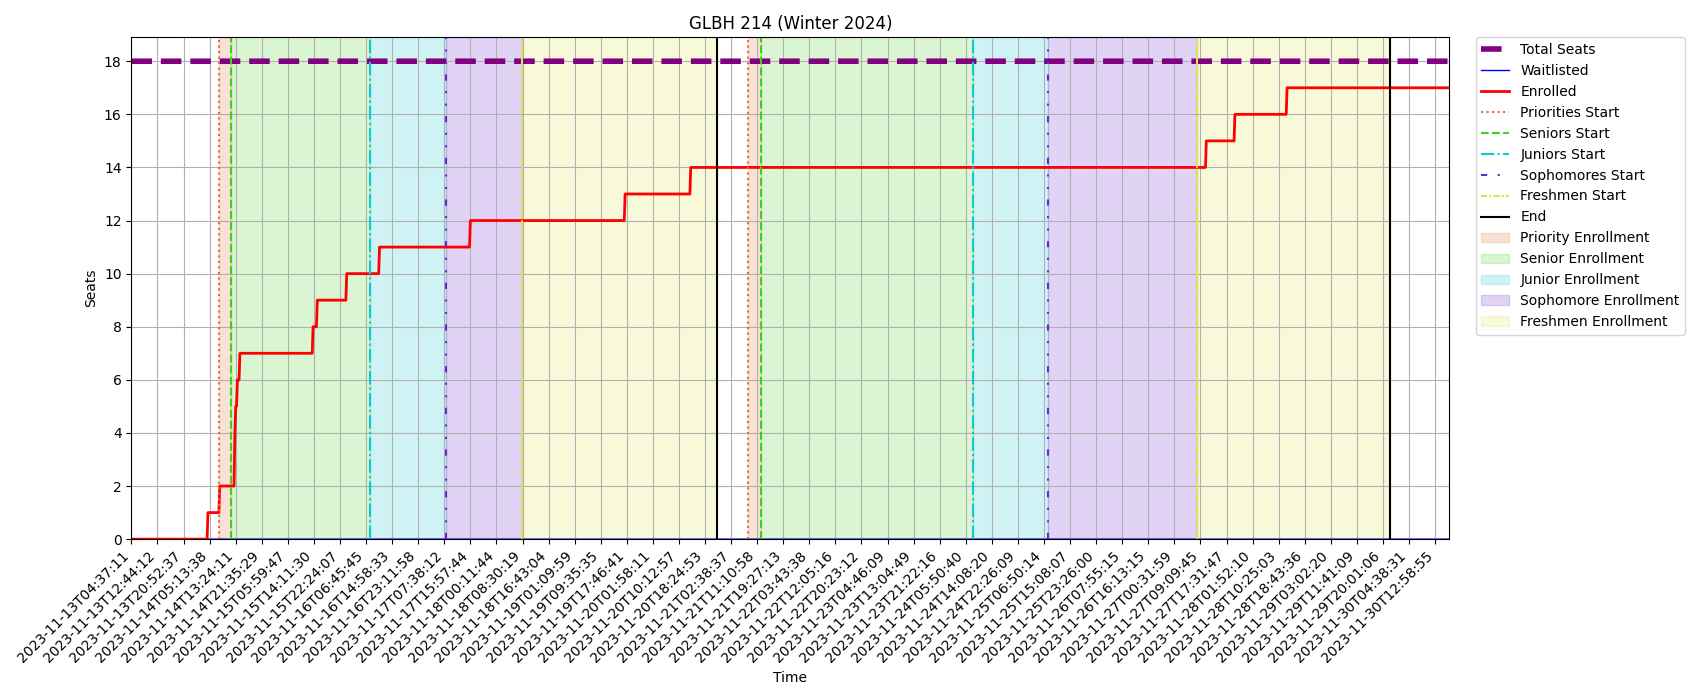 GLBH 214 (Winter 2024)
Seats
18
16
14
12
10
8
6
4
2
0
2023-11-13T04:37:11
2023-11-13T12:44:12
2023-11-13T20:52:37
2023-11-14T05:13:38
2023-11-14T13:24:11
2023-11-14T21:35:29
2023-11-15T05:59:47
2023-11-15T14:11:30
2023-11-15T22:24:07
2023-11-16T06:45:45
2023-11-16T14:58:33
2023-11-16T23:11:58
2023-11-17T07:38:12
2023-11-17T15:57:44
2023-11-18T00:11:44
2023-11-18T08:30:19
2023-11-18T16:43:04
2023-11-19T01:09:59
2023-11-19T09:35:35
2023-11-19T17:46:41
2023-11-20T01:58:11
2023-11-20T10:12:57
2023-11-20T18:24:53
2023-11-21T02:38:37
2023-11-21T11:10:58
2023-11-21T19:27:13
2023-11-22T03:43:38
2023-11-22T12:05:16
2023-11-22T20:23:12
2023-11-23T04:46:09
2023-11-23T13:04:49
2023-11-23T21:22:16
2023-11-24T05:50:40
2023-11-24T14:08:20
2023-11-24T22:26:09
2023-11-25T06:50:14
2023-11-25T15:08:07
2023-11-25T23:26:00
2023-11-26T07:55:15
2023-11-26T16:13:15
2023-11-27T00:31:59
2023-11-27T09:09:45
2023-11-27T17:31:47
2023-11-28T01:52:10
2023-11-28T10:25:03
2023-11-28T18:43:36
2023-11-29T03:02:20
2023-11-29T11:41:09
2023-11-29T20:01:06
2023-11-30T04:38:31
2023-11-30T12:58:55
Time
Total Seats
Waitlisted
Enrolled
Priorities Start
Seniors Start
Juniors Start
Sophomores Start
Freshmen Start
End
Priority Enrollment
Senior Enrollment
Junior Enrollment
Sophomore Enrollment
Freshmen Enrollment